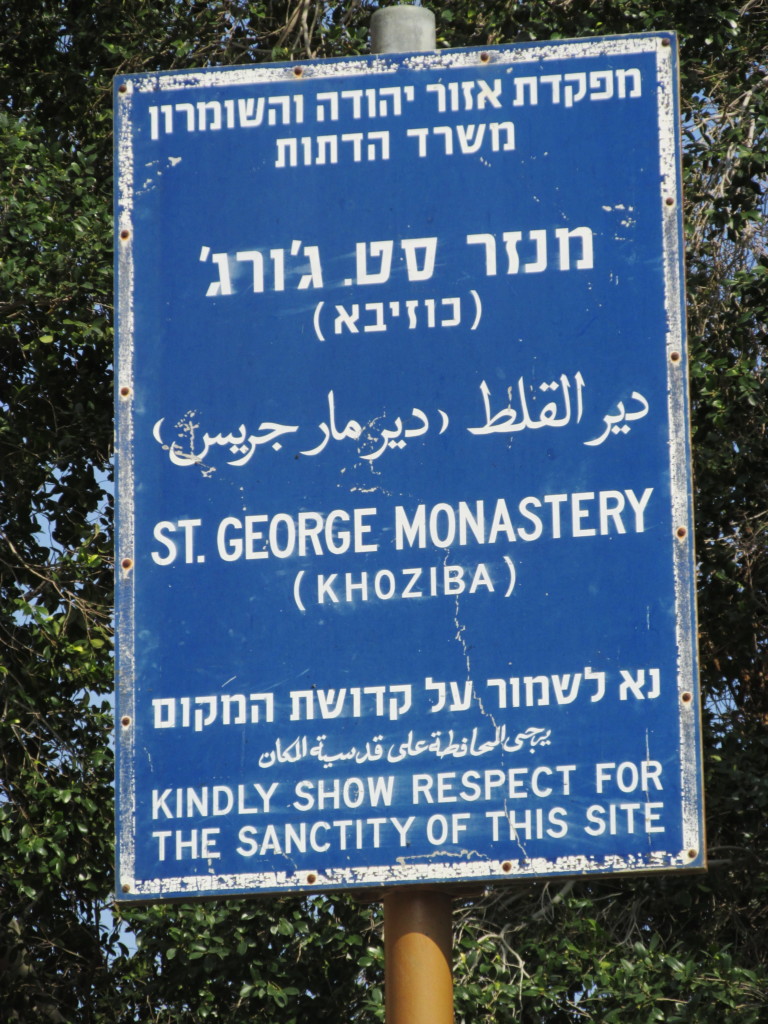 מפקדת אזור יהודה והשומרון
משרד הדתות
מנזר סט. ג'ורג'
(כוזיבא)
دير القلط (دير مار جريس)
ST. GEORGE MONASTERY
(KHOZIBA)
נא לשמור על קדושת המקום
يرجى المحافظة على قدسية المكان
KINDLY SHOW RESPECT FOR
THE SANCTITY OF THIS SITE